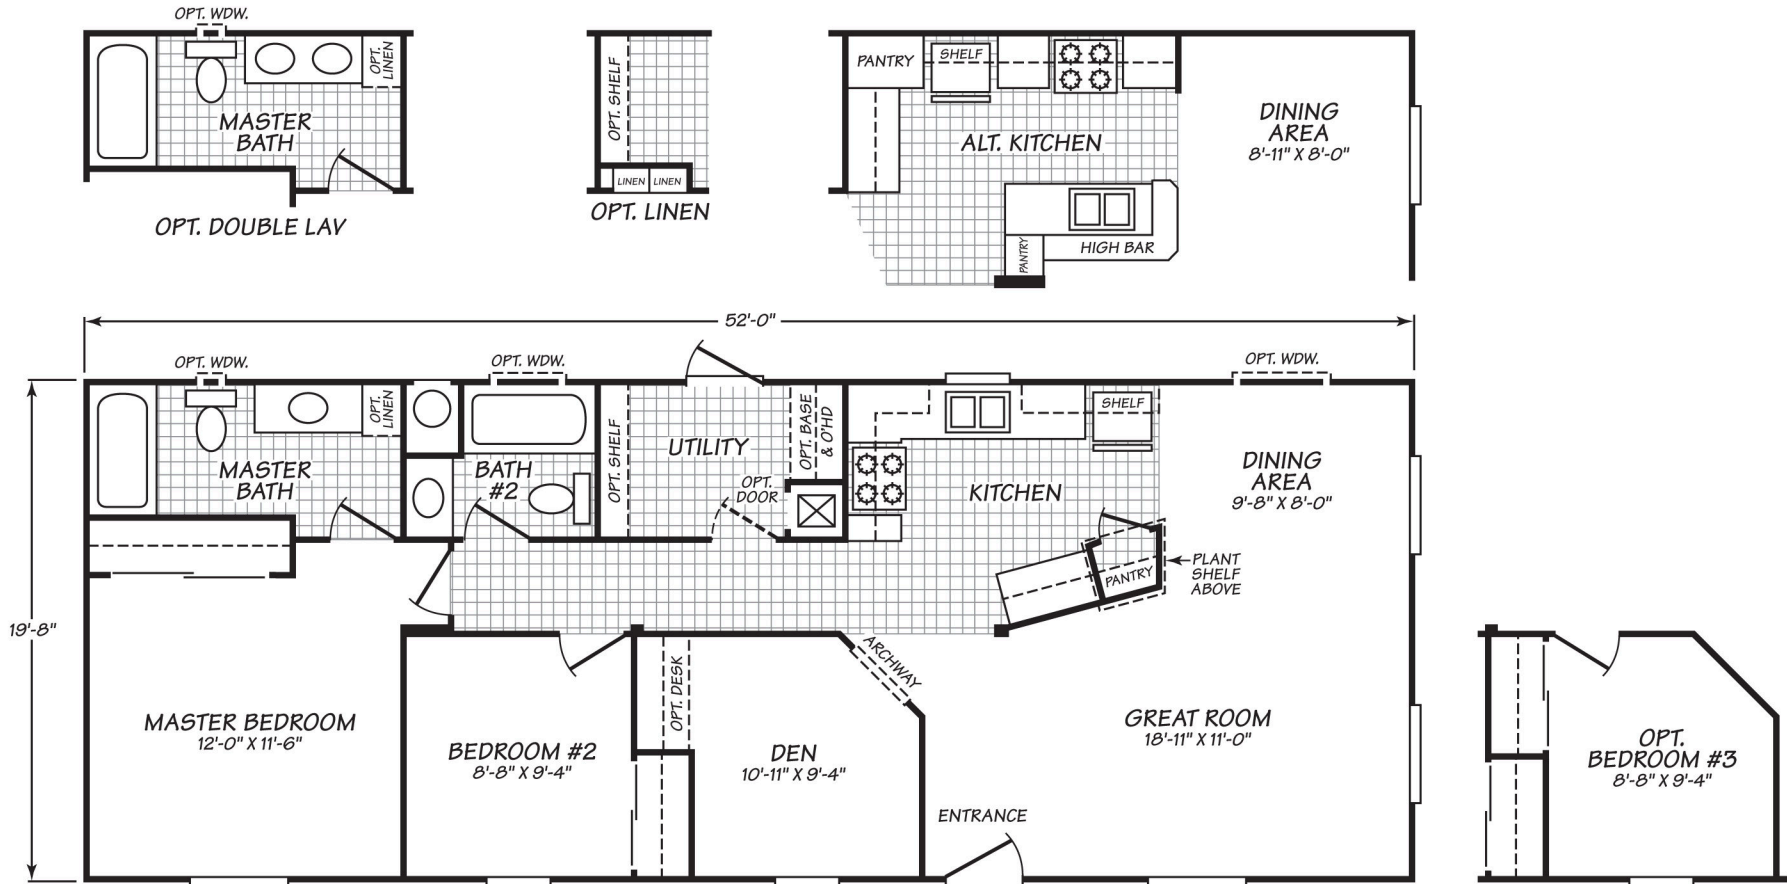 OPT. WDW.
OPT. LINEN
MASTER
BATH
OPT. DOUBLE LAV
OPT. SHELF
LINEN LINEN
OPT. LINEN
PANTRY
SHELF
ALT. KITCHEN
HIGH BAR
PANTRY
DINING
AREA
8'-11" X 8'-0"
52'-0"
19'-8"
OPT. WDW.
OPT. WDW.
OPT. WDW.
OPT. LINEN
MASTER
BATH
BATH
#2
OPT. SHELF
UTILITY
OPT.
DOOR
OPT. BASE
& O'HD
SHELF
KITCHEN
DINING
AREA
9'-8" X 8'-0"
PANTRY
PLANT
SHELF
ABOVE
MASTER BEDROOM
12'-0" X 11'-6"
BEDROOM #2
8'-8" X 9'-4"
OPT. DESK
DEN
10'-11" X 9'-4"
ARCHWAY
GREAT ROOM
18'-11" X 11'-0"
ENTRANCE
OPT.
BEDROOM #3
8'-8" X 9'-4"